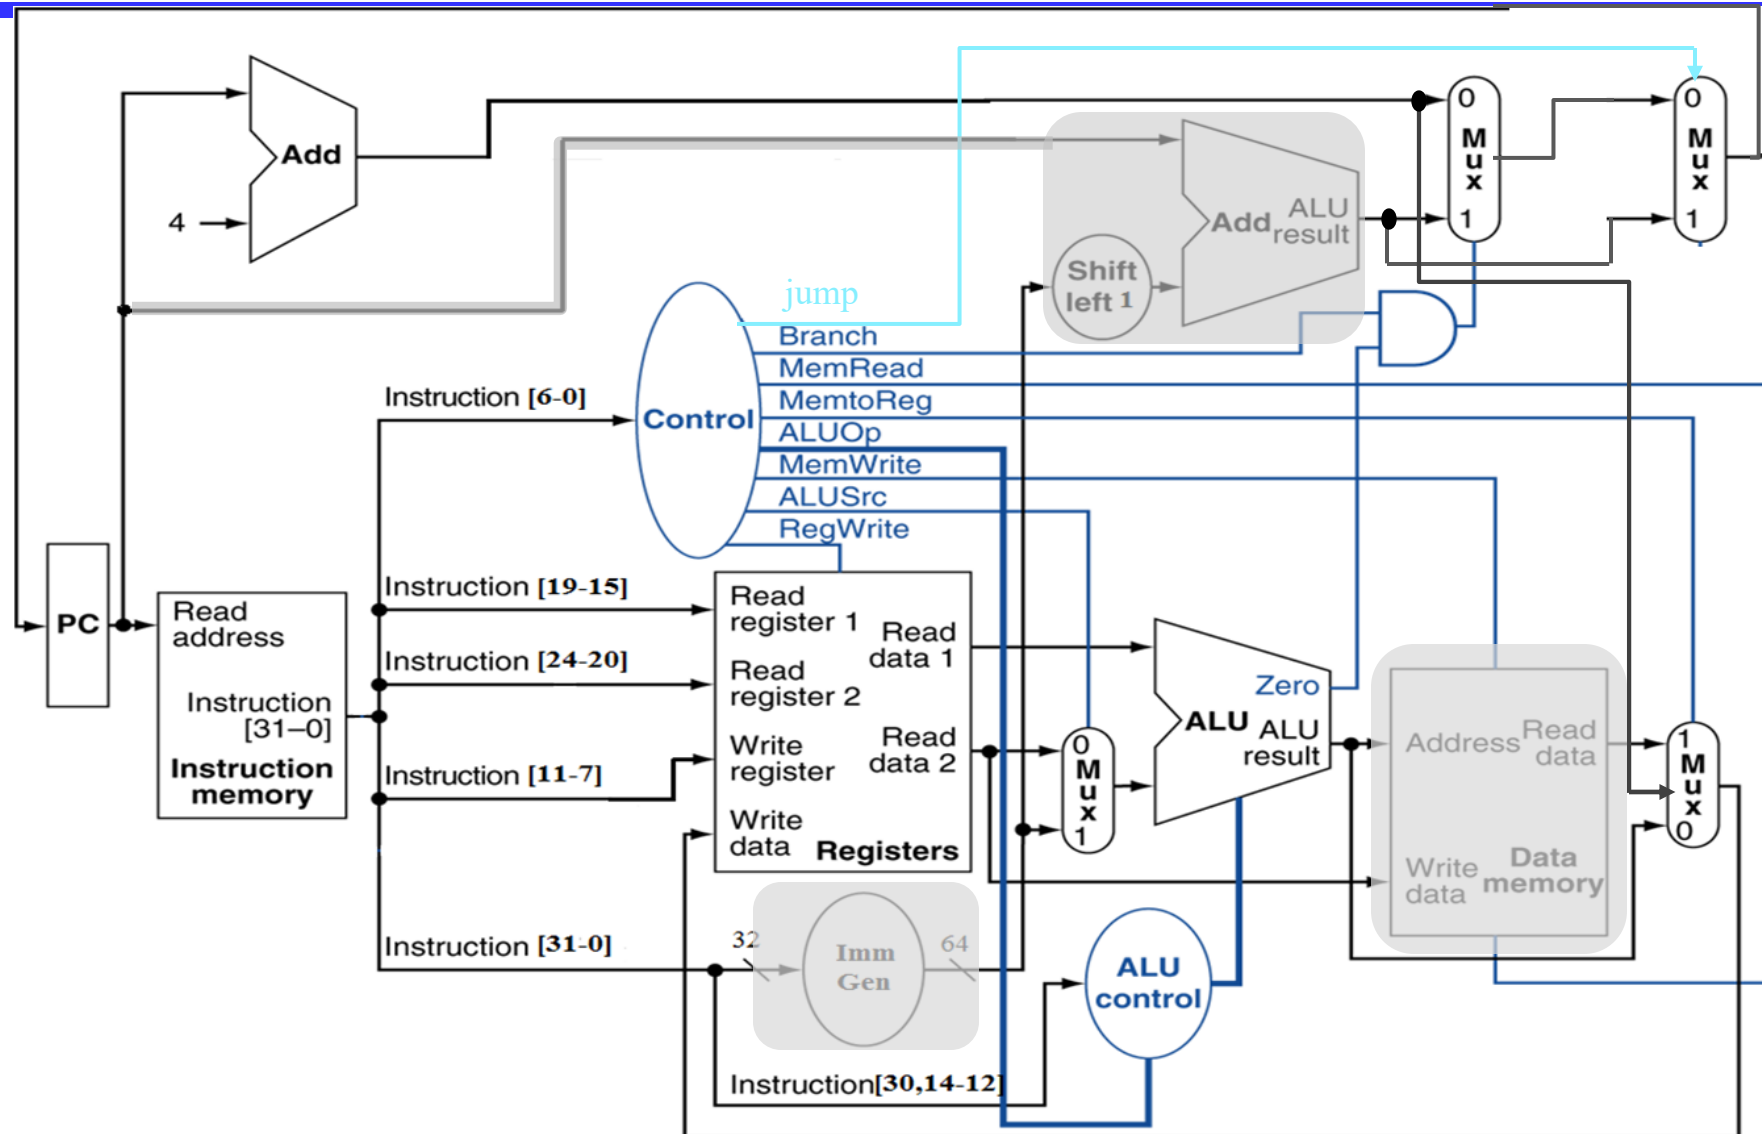 0
M
u
x
1
0
M
u
x
1
Add
4
Add
ALU
result
Shift
left 1
jump
Branch
MemRead
MemtoReg
ALUOp
MemWrite
ALUSrc
RegWrite
Control
Instruction [6-0]
PC
Read
address
Instruction
[31–0]
Instruction
memory
Instruction [19-15]
Instruction [24-20]
Instruction [11-7]
Instruction [31-0]
Read
register 1
Read
register 2
Write
register
Write
data
Read
data 1
Read
data 2
Registers
0
M
u
x
1
Zero
ALU
ALU
result
Address
Read
data
Write
data
Data
memory
1
M
u
x
0
32
Imm
Gen
64
ALU
control
Instruction[30,14-12]